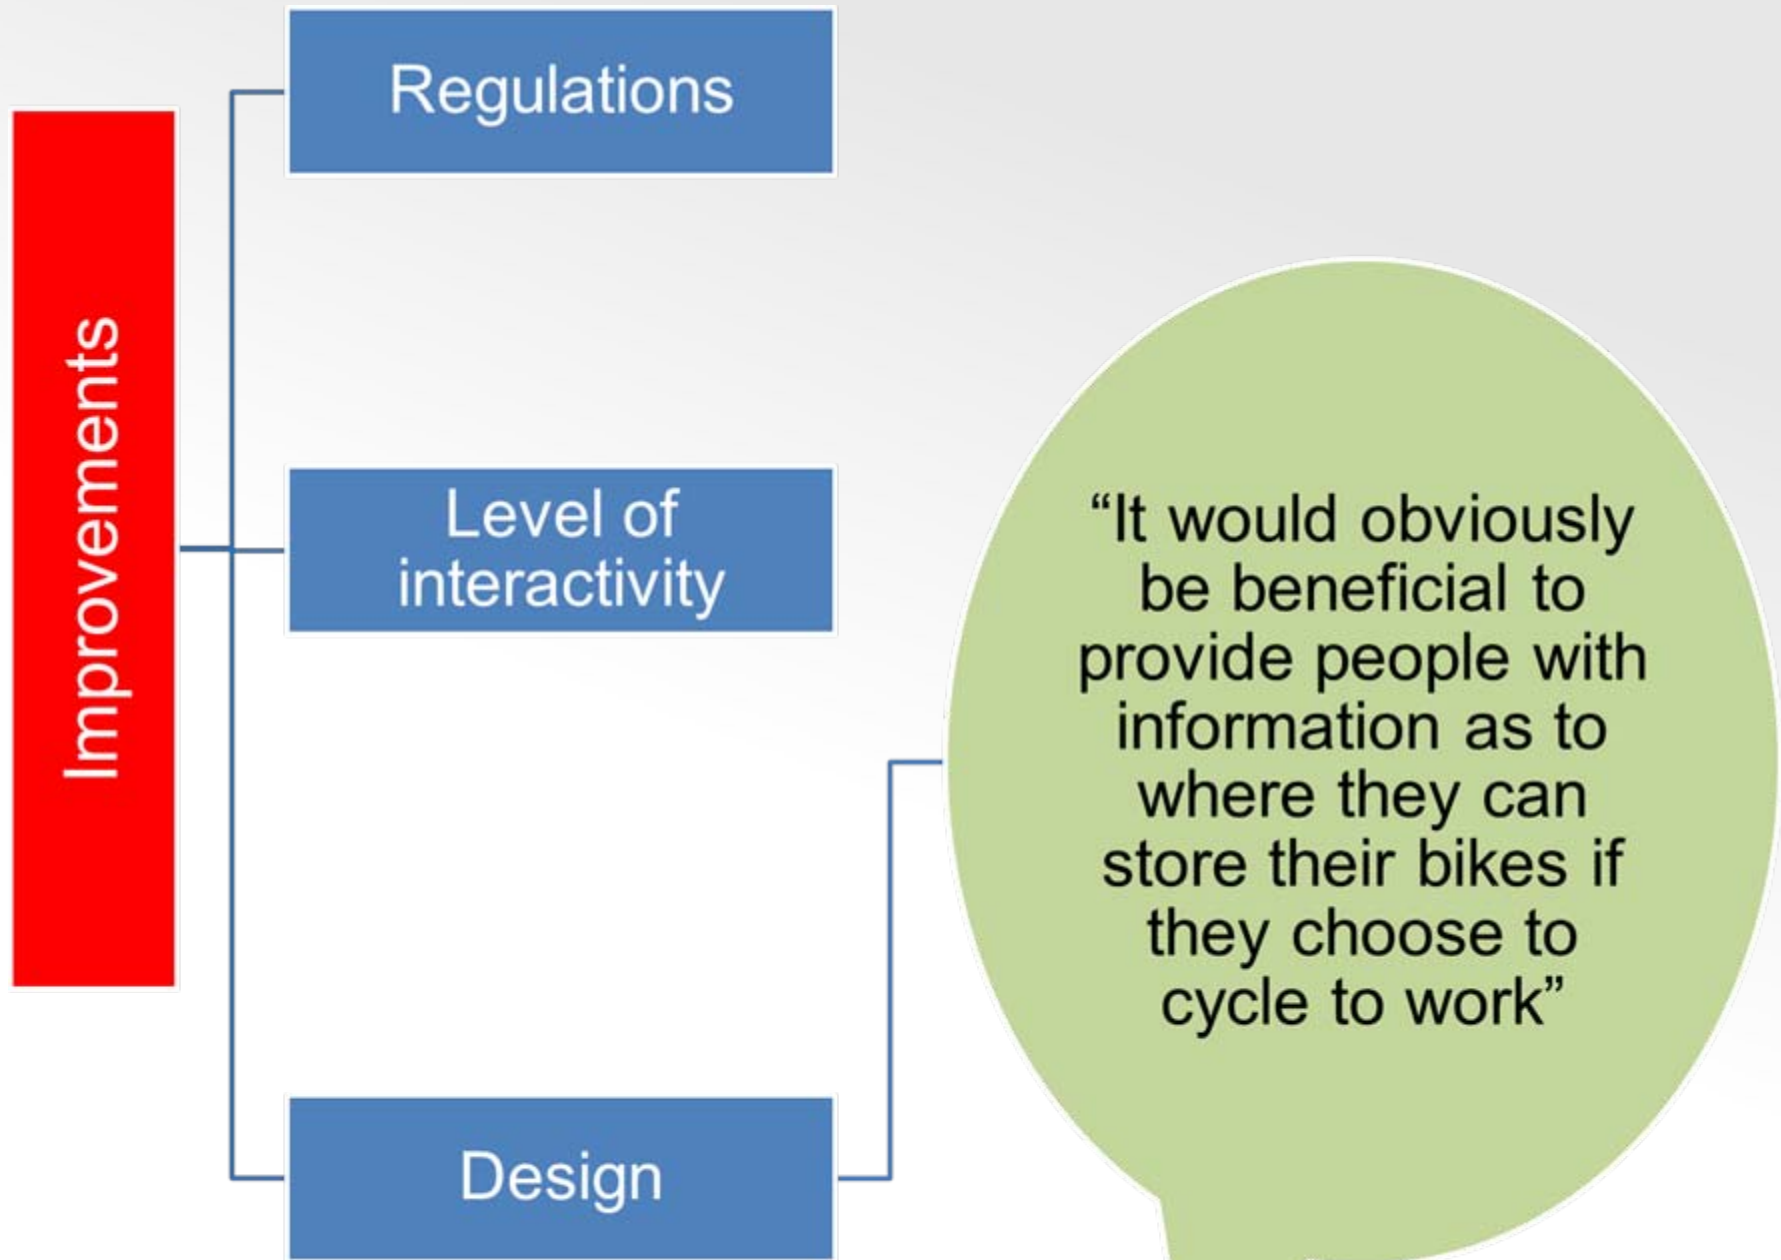 Improvements
Regulations
Level of
interactivity
Design
“It would obviously
be beneficial to
provide people with
information as to
where they can
store their bikes if
they choose to
cycle to work”